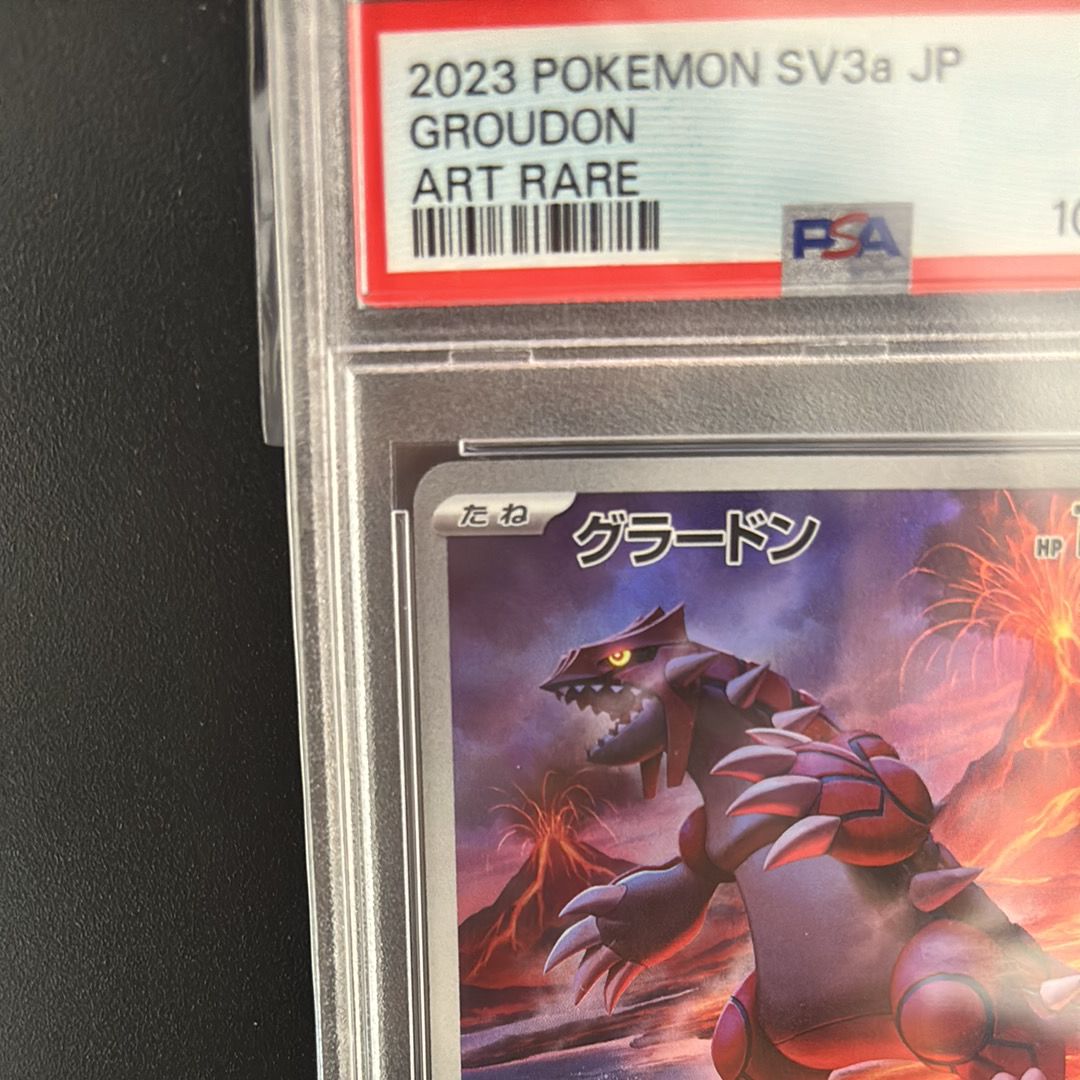 2023 POKEMON SV3a JP
GROUDON
ART RARE
PSA
たね グラードン HP